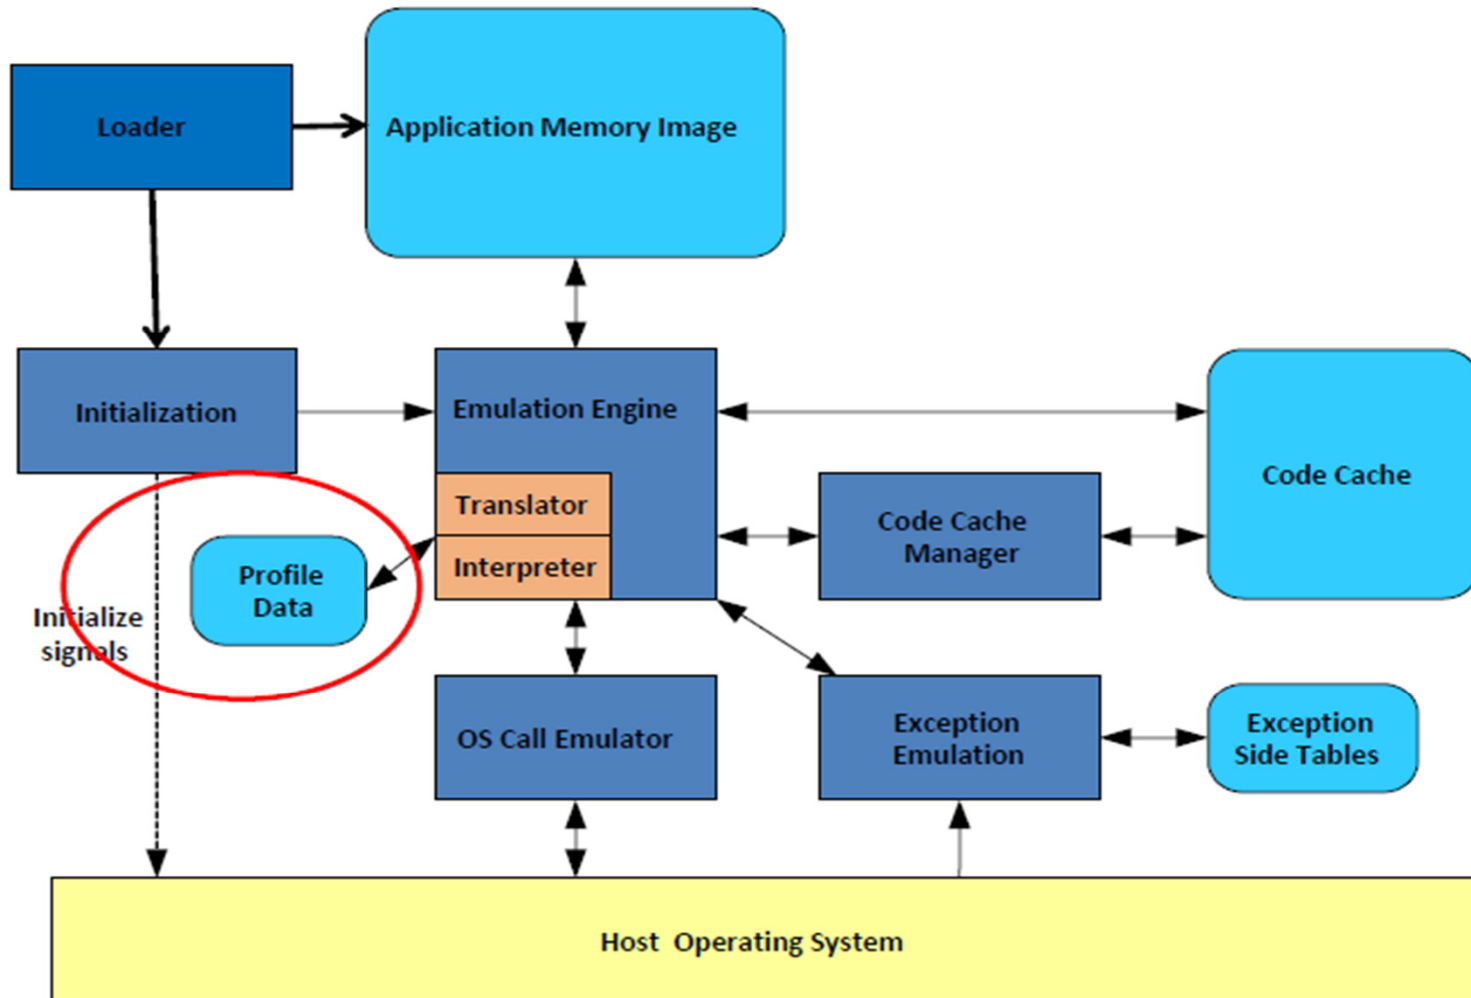 Loader
Application Memory Image
Initialization
Emulation Engine
Translator
Interpreter
Code Cache
Manager
Code Cache
Profile
Data
Initialize
signals
OS Call Emulator
Exception
Emulation
Exception
Side Tables
Host Operating System